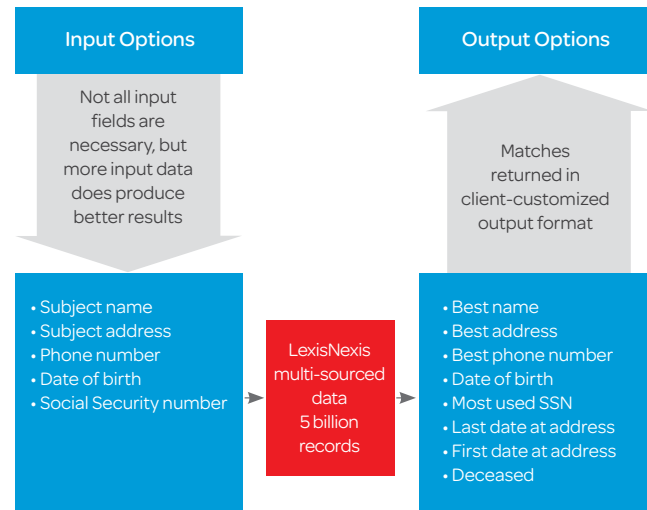 Input Options
Not all input
fields are
necessary, but
more input data
does produce
better results
• Subject name
• Subject address
• Phone number
• Date of birth
• Social Security number
LexisNexis
multi-sourced
data
5 billion
records
Output Options
Matches
returned in
client-customized
output format
• Best name
• Best address
• Best phone number
• Date of birth
• Most used SSN
• Last date at address
• First date at address
• Deceased